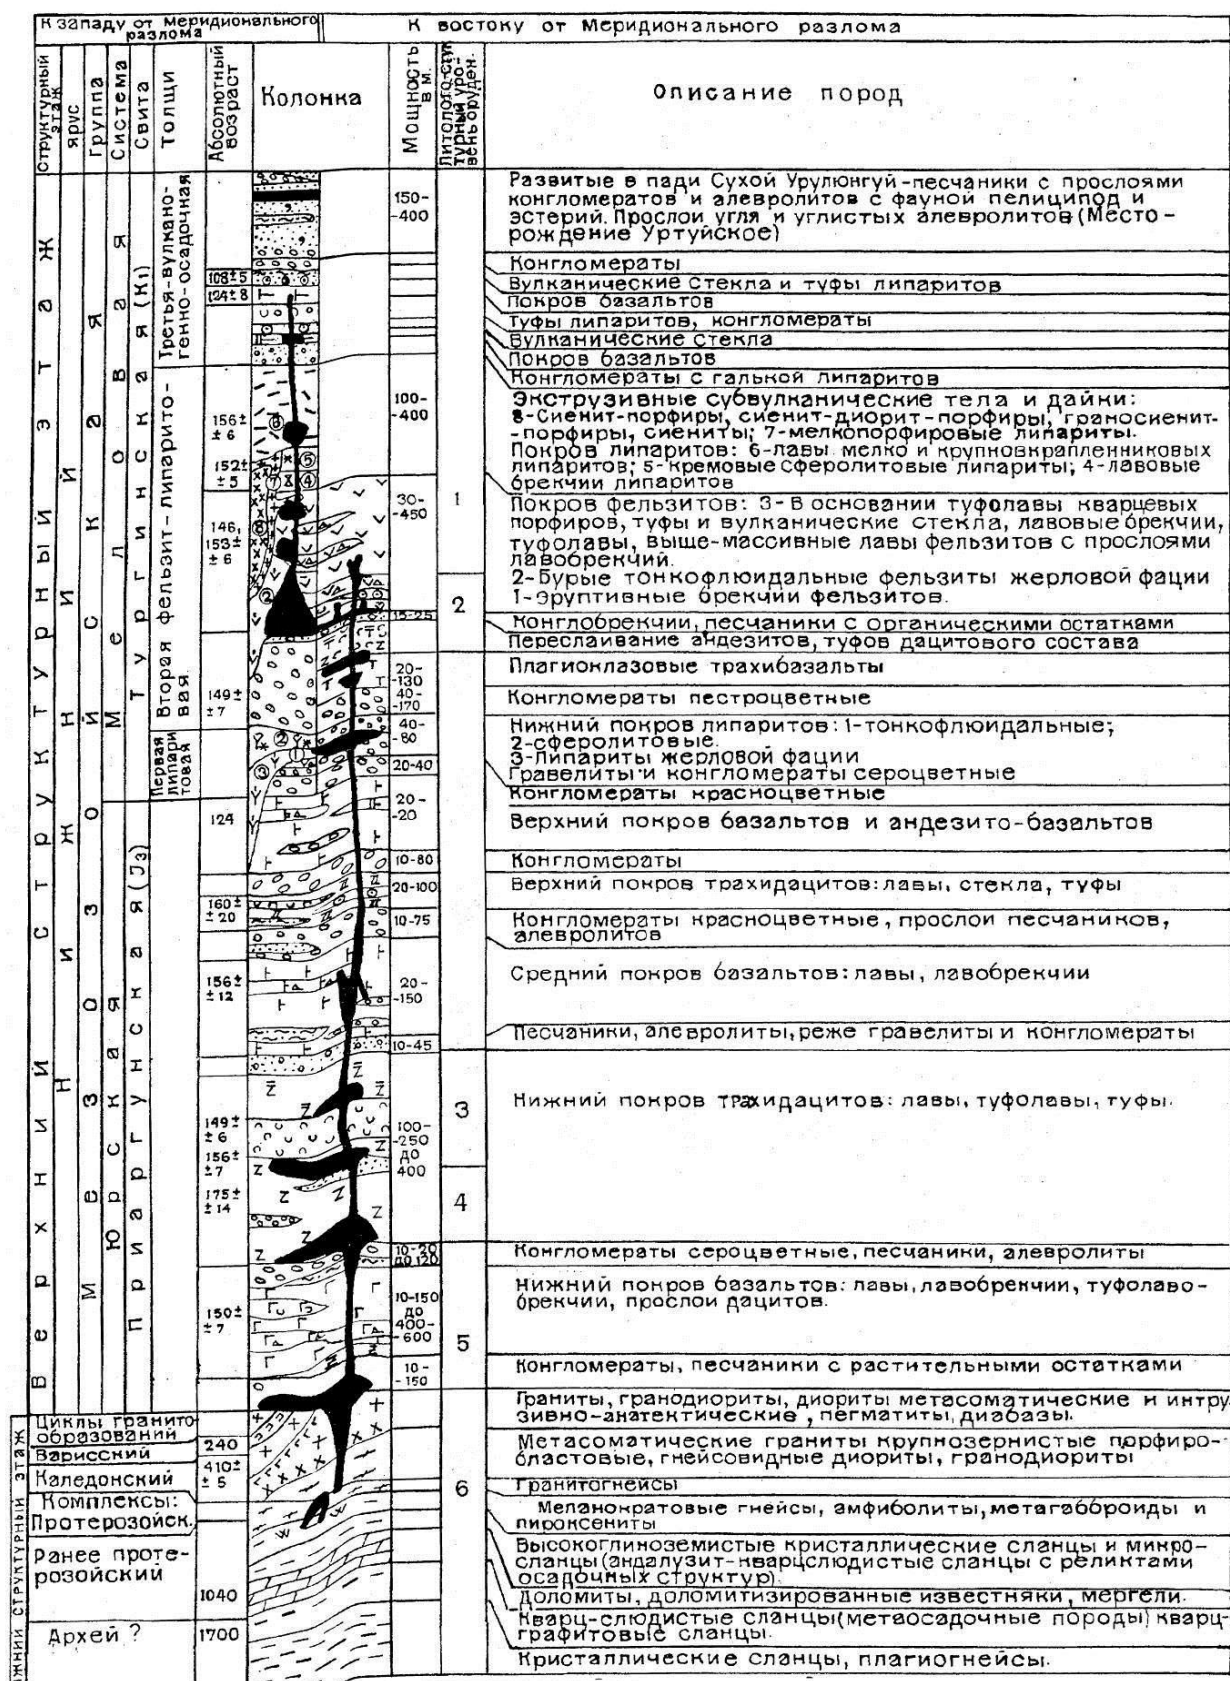 К западу от меридионального
разлома
К востоку от Меридионального разлома
Структурный
этаж
ярус
группа
Система
Свита
Толщи
Абсолютный
возраст
Колонка
Мощность
в м.
Описание пород
Верхний структурный этаж
Нижний
Мезозойская
Меловая
Юрская
Тургинская (К1)
Приаргунская (J3)
Третья-вулкано-
генно-осадочная
Вторая фельзит-липарито-
вая
Первая
липари
товая
108±5
124±8
156±
±6
152±
±5
146,
153±
±6
149±
±7
124
160±
±20
156±
±12
149±
±6
156±
±7
175±
±14
150±
±7
150-
-400
100-
-400
30-
-450
15-25
20-
-130
40-
-170
40-
-80
20-40
20-
-20
10-80
20-100
10-75
20-
-150
10-45
100-
-250
до
400
10-20
до 120
10-150
до
400-
-600
10-
-150
1
2
3
4
5
6
Развитые в пади Сухой Урулюнгуй-песчаники с прослоями
конгломератов и алевролитов с фауной пелиципод и
эстерий. Прослои угля и углистых алевролитов (Место-
рождение Уртуйское)
Конгломераты
Вулканические стекла и туфы липаритов
Покров базальтов
Туфы липаритов, конгломераты
Вулканические стекла
Покров базальтов
Конгломераты с галькой липаритов
Экструзивные субвулканические тела и дайки:
8-Сиенит-порфиры, сиенит-диорит-порфиры, граносиенит-
-порфиры, сиениты; 7-мелкопорфировые липариты.
Покров липаритов: 6-лавы мелко и крупновкрапленниковых
липаритов; 5-кремовые сферолитовые липариты; 4-лавовые
брекчии липаритов
Покров фельзитов: 3-В основании туфолавы кварцевых
порфиров, туфы и вулканические стекла, лавовые брекчии,
туфолавы, выше-массивные лавы фельзитов с прослоями
лавобрекчий.
2-Бурые тонкофлюидальные фельзиты жерловой фации
1-Эруптивные брекчии фельзитов.
Конглобрекчии, песчаники с органическими остатками
Переслаивание андезитов, туфов дацитового состава
Плагиоклазовые трахибазальты
Конгломераты пестроцветные
Нижний покров липаритов: 1-тонкофлюидальные;
2-сферолитовые.
3-Липариты жерловой фации
Гравелиты и конгломераты сероцветные
Конгломераты красноцветные
Верхний покров базальтов и андезито-базальтов
Конгломераты
Верхний покров трахидацитов: лавы, стекла, туфы
Конгломераты красноцветные, прослои песчаников,
алевролитов
Средний покров базальтов: лавы, лавобрекчии
Песчаники, алевролиты, реже гравелиты и конгломераты
Нижний покров трахидацитов: лавы, туфолавы, туфы.
Конгломераты сероцветные, песчаники, алевролиты
Нижний покров базальтов: лавы, лавобрекчии, туфолаво-
брекчии, прослои дацитов.
Конгломераты, песчаники с растительными остатками
Граниты, гранодиориты, диориты метасоматические и интру
зивно-анатектические, пегматиты, диабазы.
Метасоматические граниты крупнозернистые порфиро-
бластовые, гнейсовидные диориты, гранодиориты
Гранитогнейсы
Меланократовые гнейсы, амфиболиты, метагаббройды и
пироксениты
Высокоглиноземистые кристаллические сланцы и микро-
сланцы (андалузит-кварцслюдистые сланцы с реликтами
осадочных структур)
Доломиты, доломитизированные известняки, мергели.
Кварц-слюдистые сланцы (метаосадочные породы) кварц-
графитовые сланцы.
Кристаллические сланцы, плагиогнейсы.
жний структурный этаж
Циклы гранито
образований
Варисский
240
Каледонский
410±
±5
Комплексы:
Протерозойск.
Ранее проте-
розойский
1040
Архей ?
1700